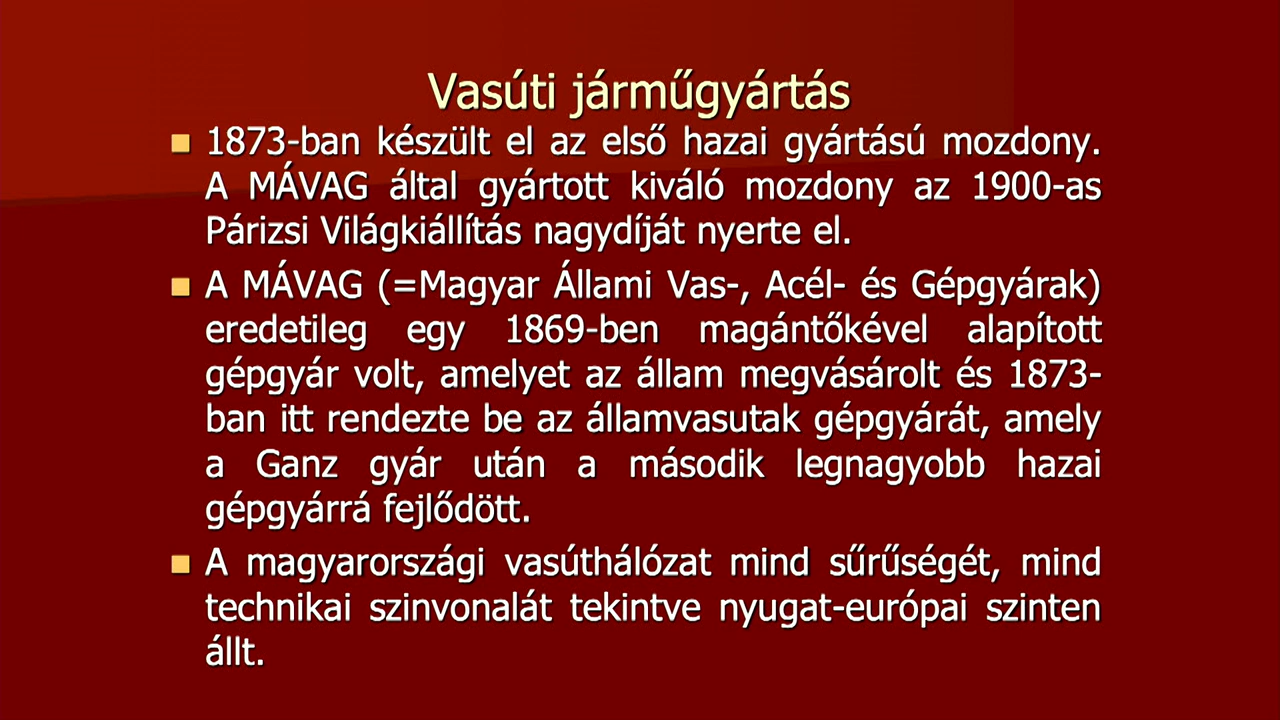 Vasúti járműgyártás
1873-ban készült el az első hazai gyártású mozdony.
A MÁVAG által gyártott kiváló mozdony az 1900-as
Párizsi Világkiállítás nagydíját nyerte el.
A MÁVAG (=Magyar Állami Vas-, Acél- és Gépgyárak)
eredetileg egy 1869-ben magántőkével alapított
gépgyár volt, amelyet az állam megvásárolt és 1873-
ban itt rendezte be az államvasutak gépgyárát, amely
a Ganz gyár után a második legnagyobb hazai
gépgyárrá fejlődött.
A magyarországi vasúthálózat mind sűrűségét, mind
technikai szinvonalát tekintve nyugat-európai szinten
állt.